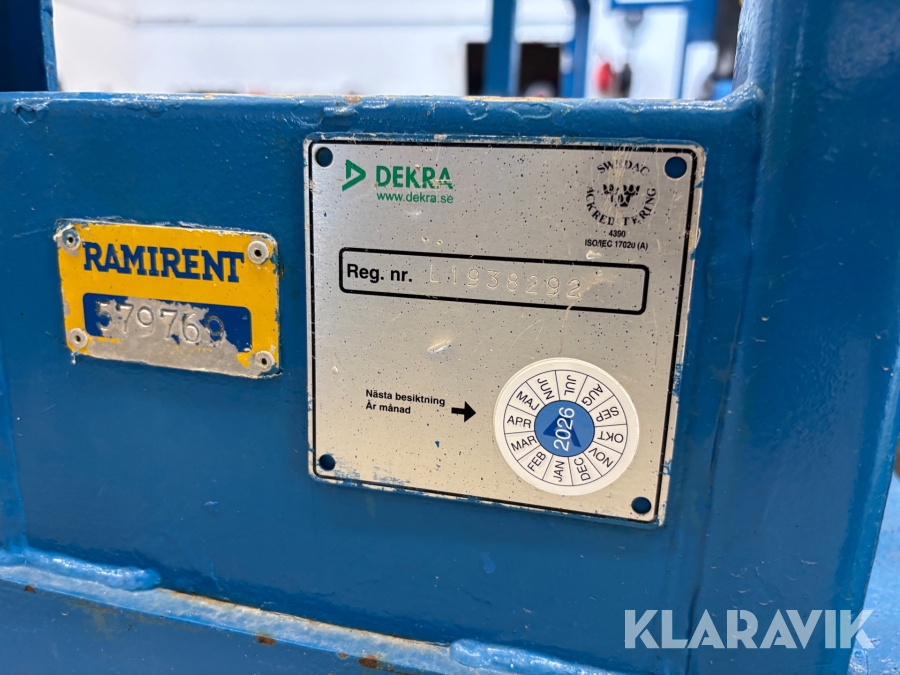 DEKRA
www.dekra.se
SWEDAC
ACKREDITERING
4390
ISO/IEC 17020 (A)
RAMIRENT
579769
Reg. nr. L1938292
Nästa besiktning
År månad
JAN FEB MAR APR MAJ JUN JUL AUG SEP OKT NOV DEC
2026
KLARAVIK